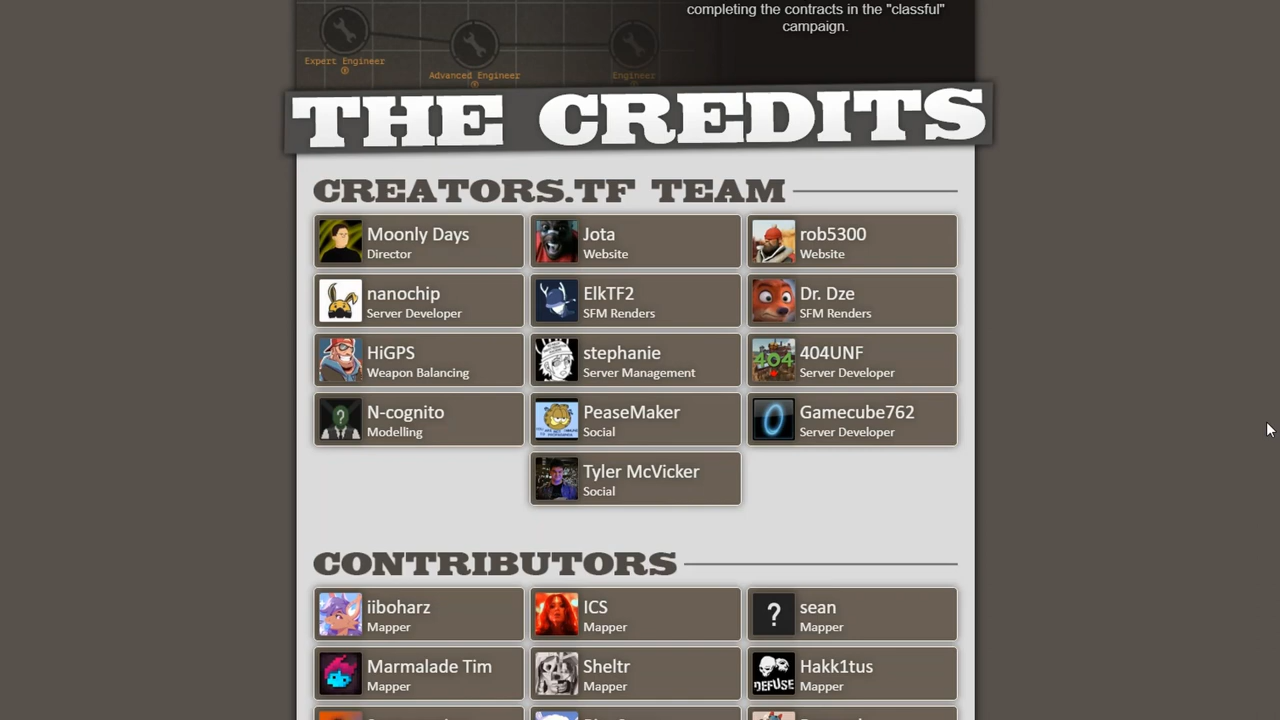 completing the contracts in the "classful"
campaign.
Expert Engineer
Advanced Engineer
Engineer
THE CREDITS
CREATORS.TF TEAM
Moonly Days
Director
Jota
Website
rob5300
Website
nanochip
Server Developer
ElkTF2
SFM Renders
Dr. Dze
SFM Renders
HiGPS
Weapon Balancing
stephanie
Server Management
404
404UNF
Server Developer
N-cognito
Modelling
PeaseMaker
Social
Gamecube762
Server Developer
Tyler McVicker
Social
CONTRIBUTORS
iiboharz
Mapper
ICS
Mapper
?
sean
Mapper
Marmalade Tim
Mapper
Sheltr
Mapper
DEFUSE
Hakk1tus
Mapper